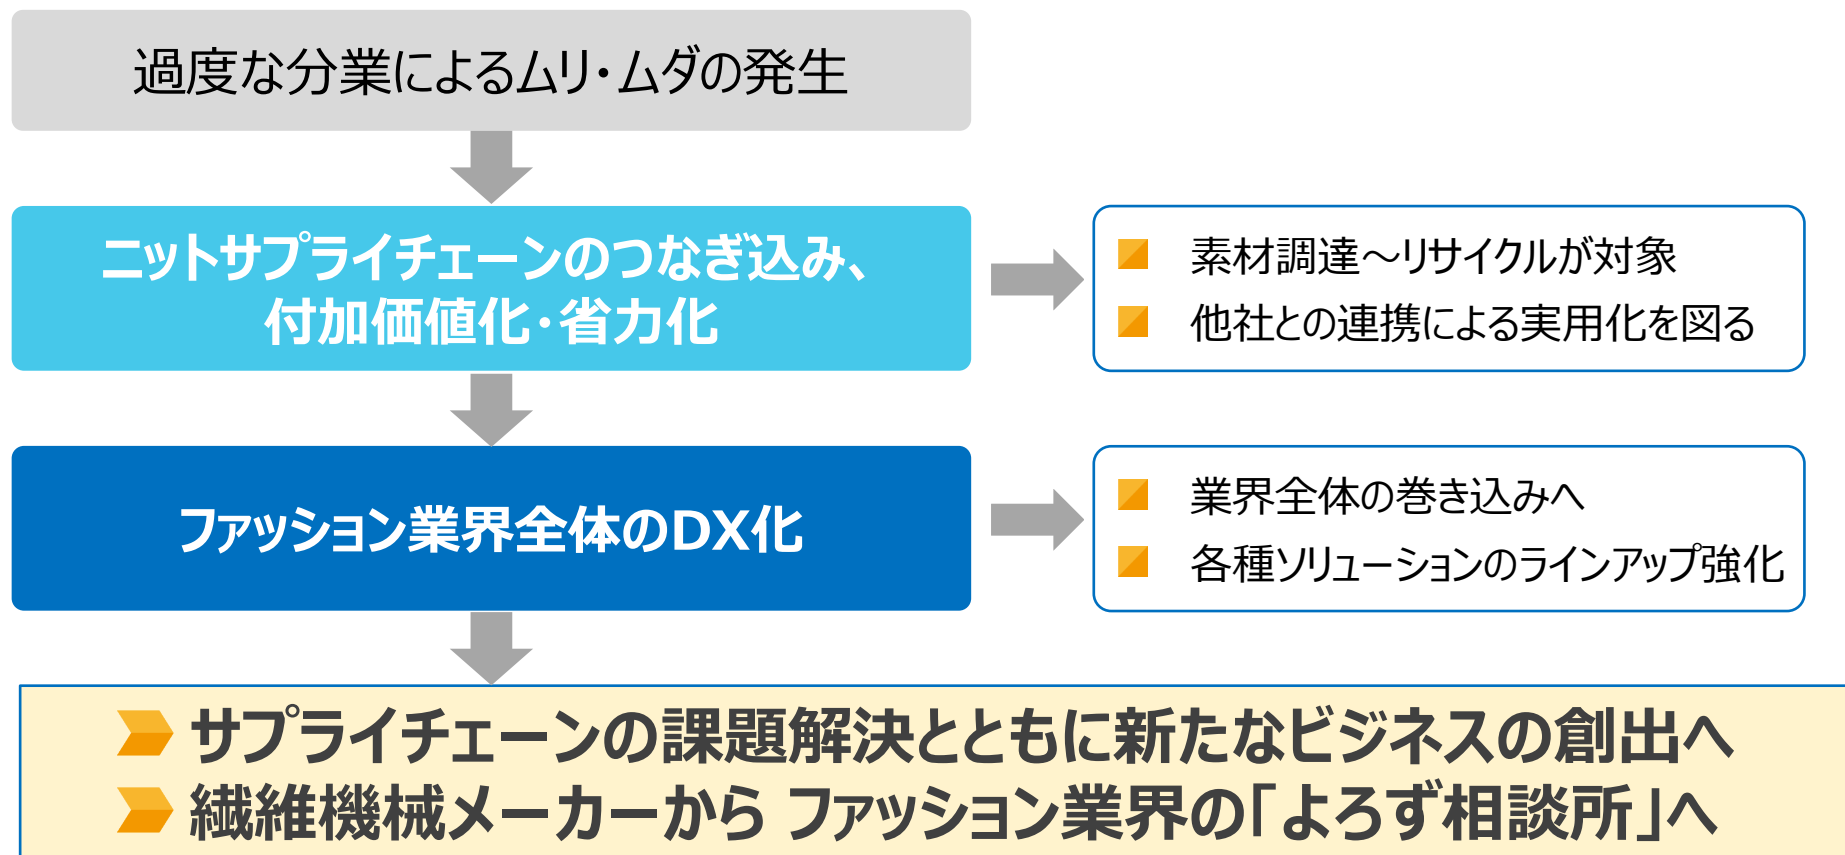 過度な分業によるムリ・ムダの発生
ニットサプライチェーンのつなぎ込み、
付加価値化・省力化
素材調達～リサイクルが対象
他社との連携による実用化を図る
ファッション業界全体のDX化
業界全体の巻き込みへ
各種ソリューションのラインアップ強化
サプライチェーンの課題解決とともに新たなビジネスの創出へ
繊維機械メーカーから ファッション業界の「よろず相談所」へ